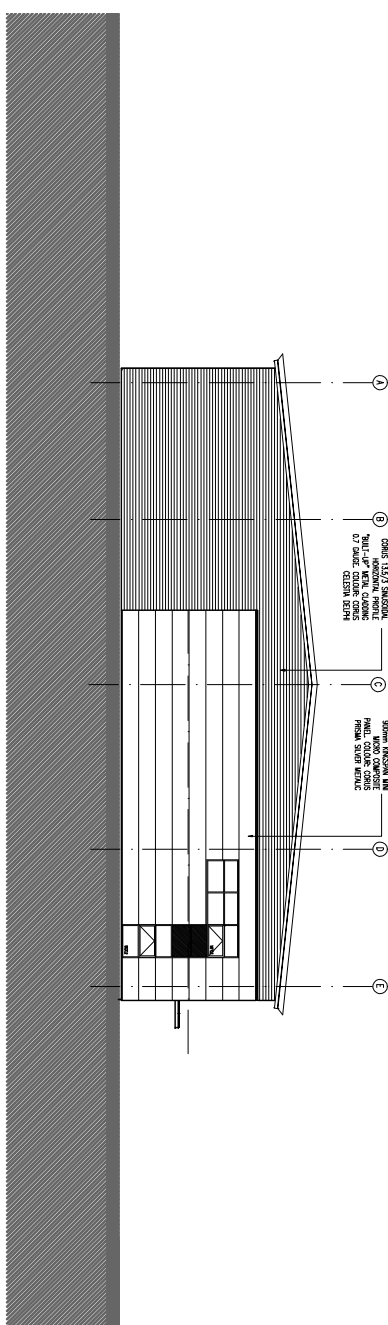 A
B
C
D
E
CORUS 13.5/3 SINUSOIDAL
HORIZONTAL PROFILE
"BUILT-UP" METAL CLADDING
0.7 GAUGE. COLOUR: CORUS
CELESTIA DELPHI
900mm KINGSPAN MINI
MICRO COMPOSITE
PANEL. COLOUR: CORUS
PRISMA SILVER METALIC